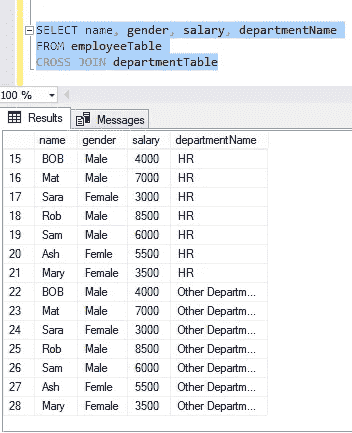 SELECT name, gender, salary, departmentName
FROM employeeTable
CROSS JOIN departmentTable
100 %
Results Messages
name gender salary departmentName
15 BOB Male 4000 HR
16 Mat Male 7000 HR
17 Sara Female 3000 HR
18 Rob Male 8500 HR
19 Sam Male 6000 HR
20 Ash Femle 5500 HR
21 Mary Female 3500 HR
22 BOB Male 4000 Other Departm...
23 Mat Male 7000 Other Departm...
24 Sara Female 3000 Other Departm...
25 Rob Male 8500 Other Departm...
26 Sam Male 6000 Other Departm...
27 Ash Femle 5500 Other Departm...
28 Mary Female 3500 Other Departm...